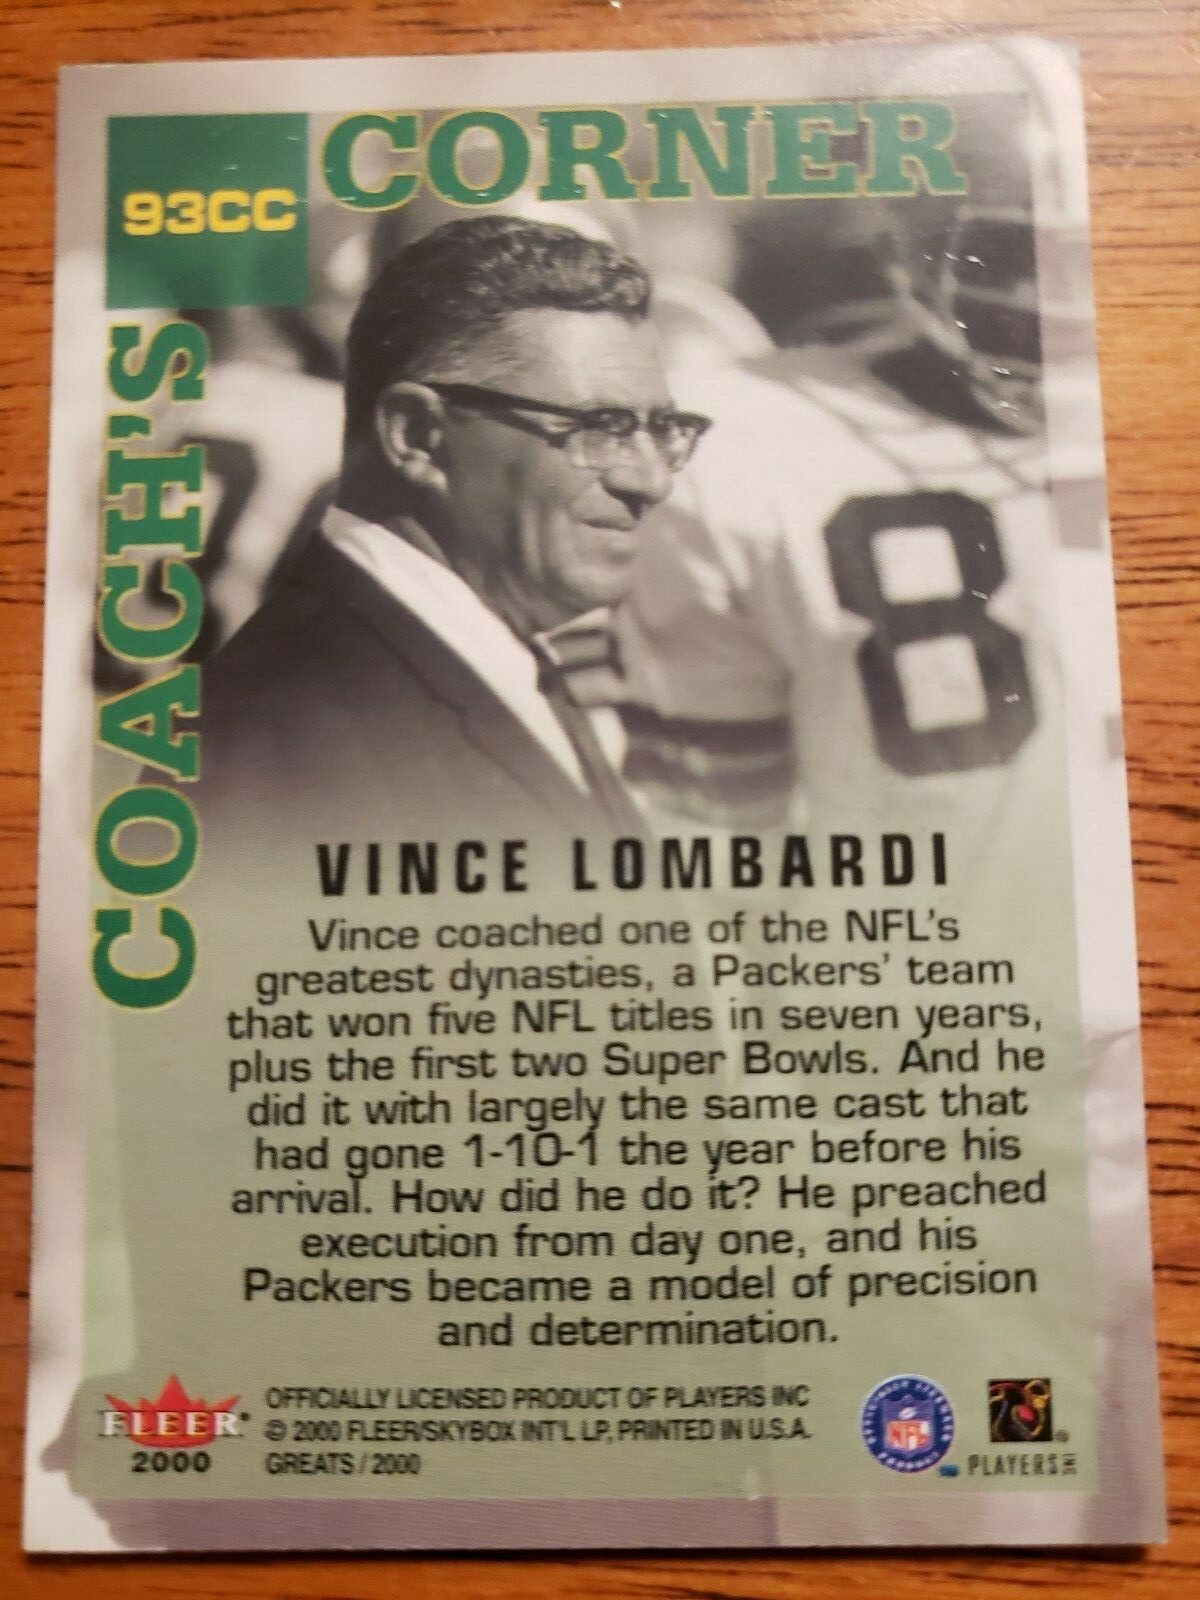 93CC
COACH'S
CORNER
8
VINCE LOMBARDI
Vince coached one of the NFL's
greatest dynasties, a Packers' team
that won five NFL titles in seven years,
plus the first two Super Bowls. And he
did it with largely the same cast that
had gone 1-10-1 the year before his
arrival. How did he do it? He preached
execution from day one, and his
Packers became a model of precision
and determination.
FLEER®
2000
OFFICIALLY LICENSED PRODUCT OF PLAYERS INC
© 2000 FLEER/SKYBOX INT'L LP, PRINTED IN U.S.A.
GREATS / 2000
NFL
PLAYERS INC